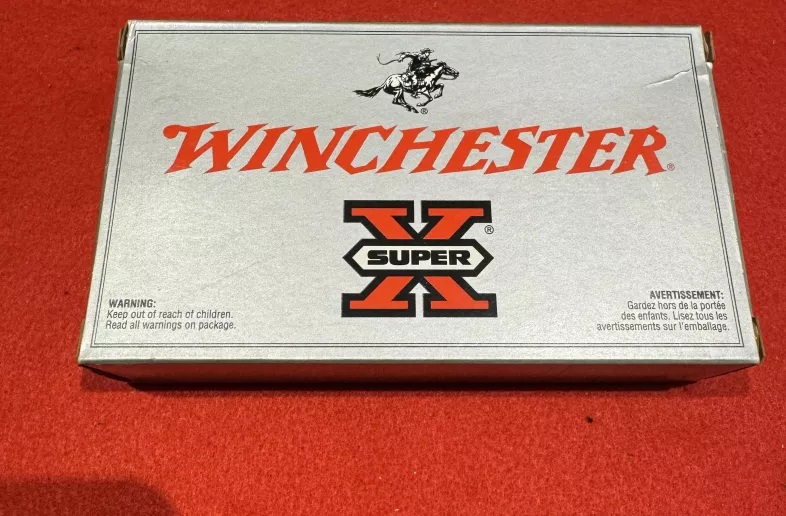 ®
WINCHESTER®
X®
SUPER
WARNING:
Keep out of reach of children.
Read all warnings on package.
AVERTISSEMENT:
Gardez hors de la portée
des enfants. Lisez tous les
avertissements sur l'emballage.